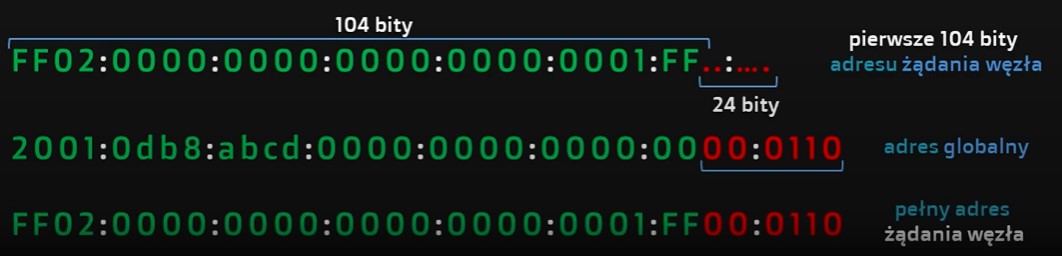 104 bity
FF02:0000:0000:0000:0000:0001:FF..:....
pierwsze 104 bity
adresu żądania węzła
24 bity
2001:0db8:abcd:0000:0000:0000:0000:0110
adres globalny
FF02:0000:0000:0000:0000:0001:FF00:0110
pełny adres
żądania węzła